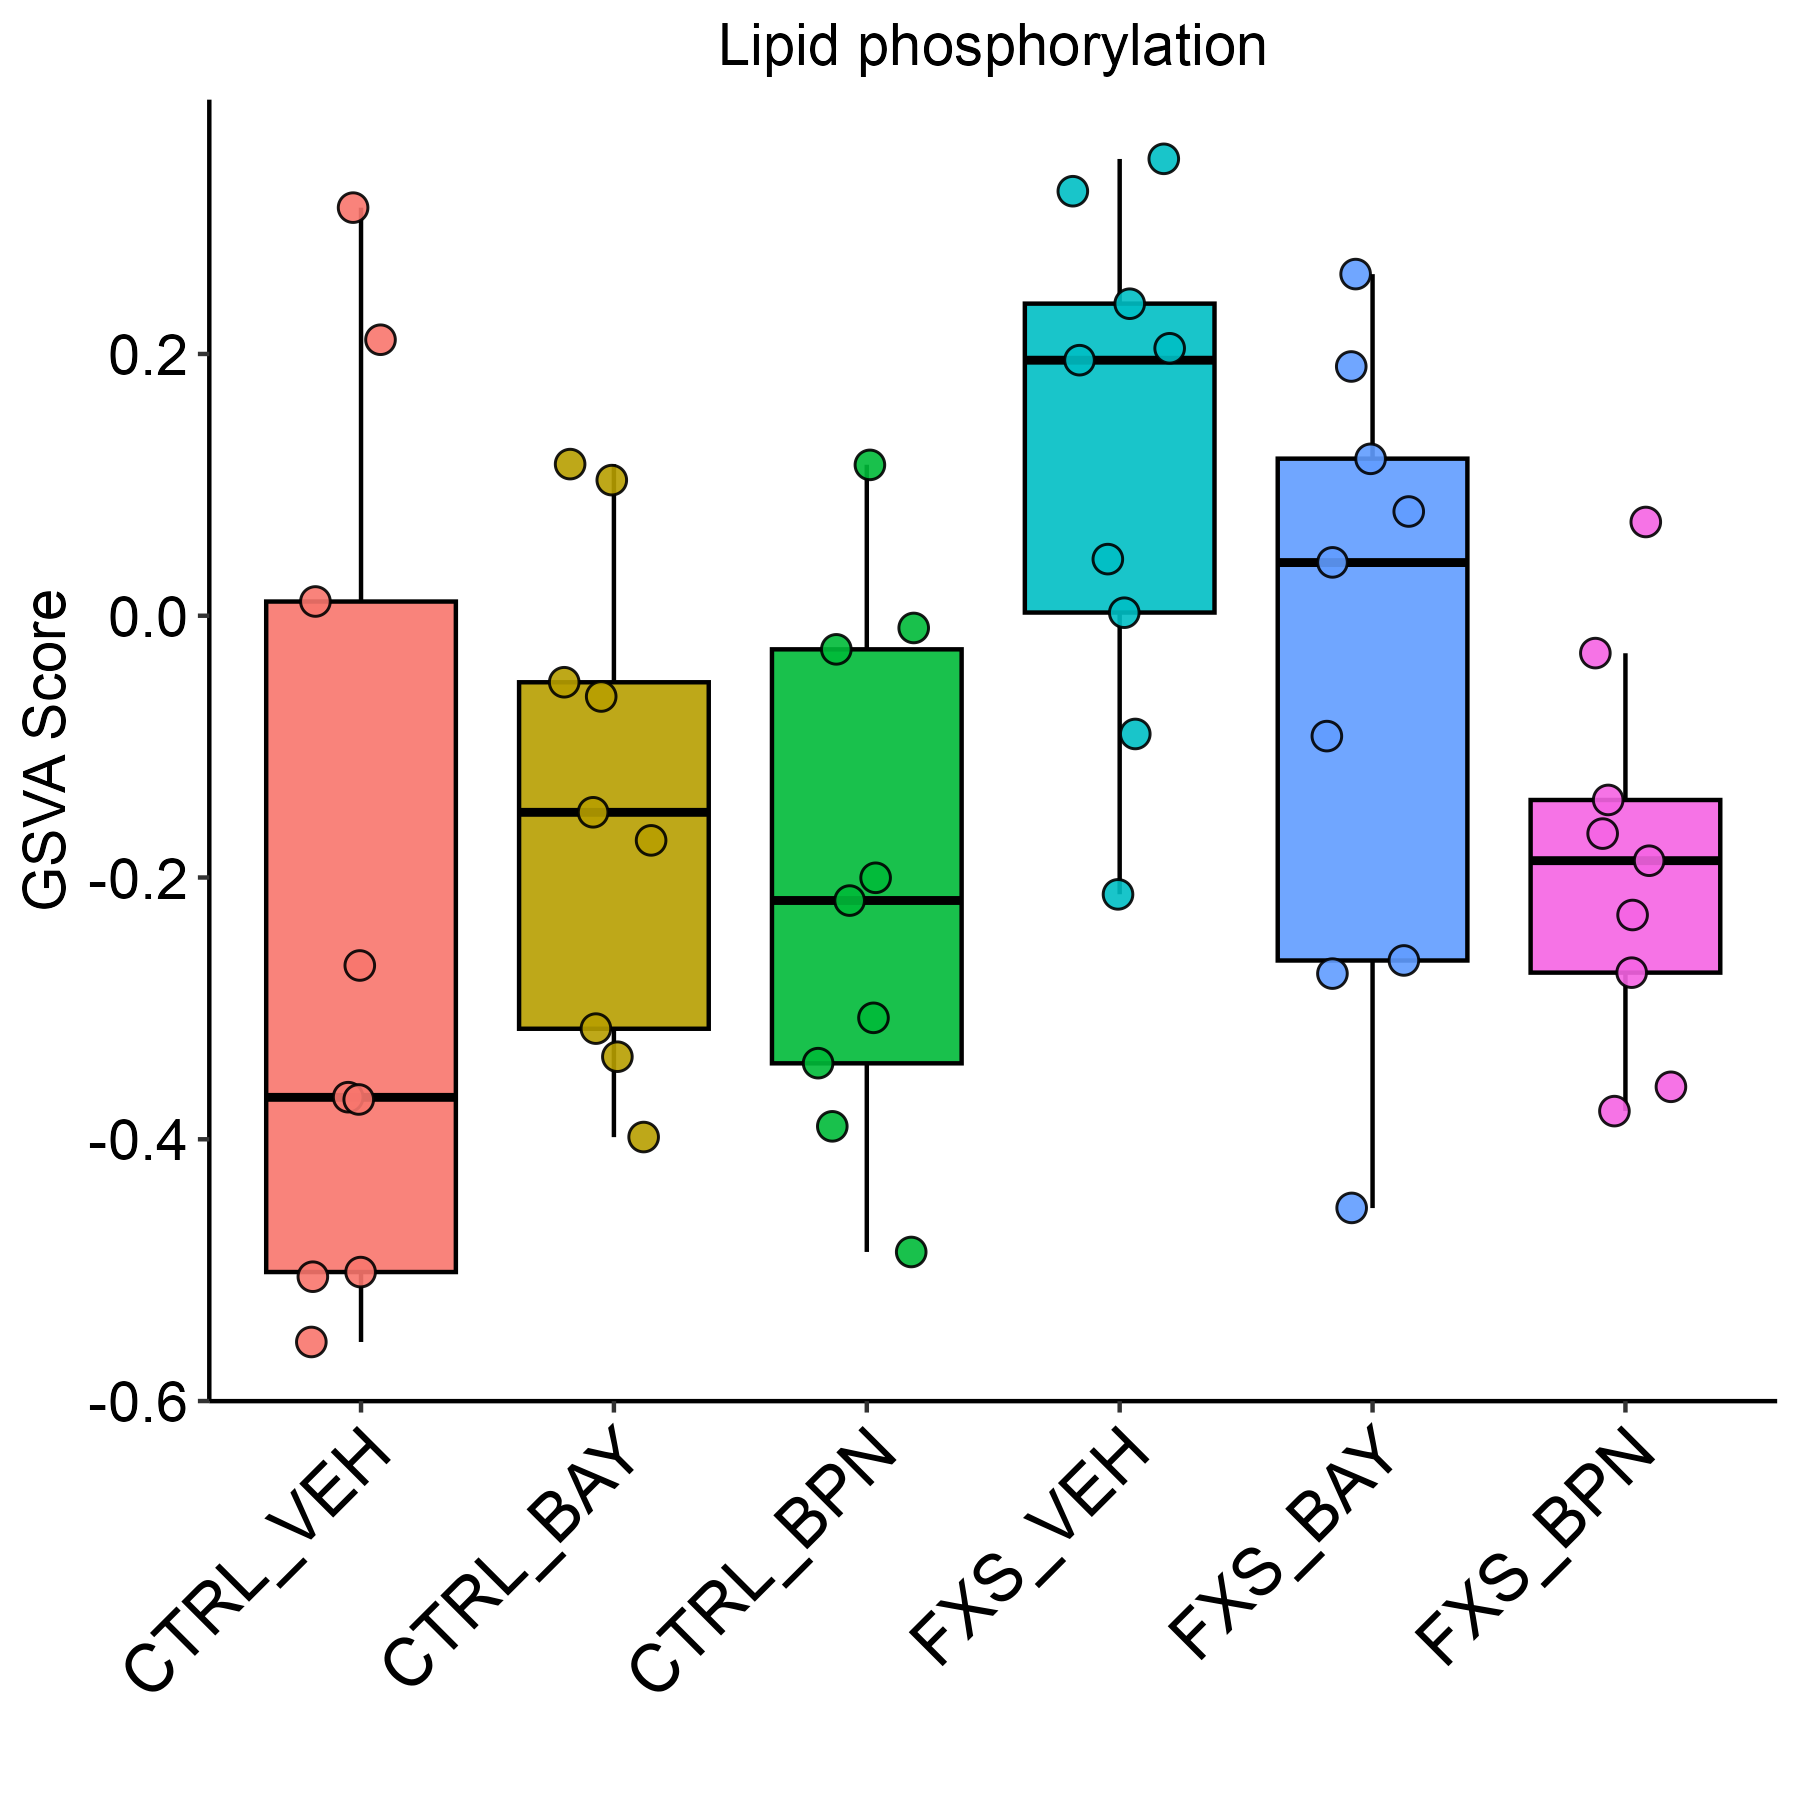 Lipid phosphorylation
GSVA Score
0.2
0.0
-0.2
-0.4
-0.6
CTRL_VEH
CTRL_BAY
CTRL_BPN
FXS_VEH
FXS_BAY
FXS_BPN